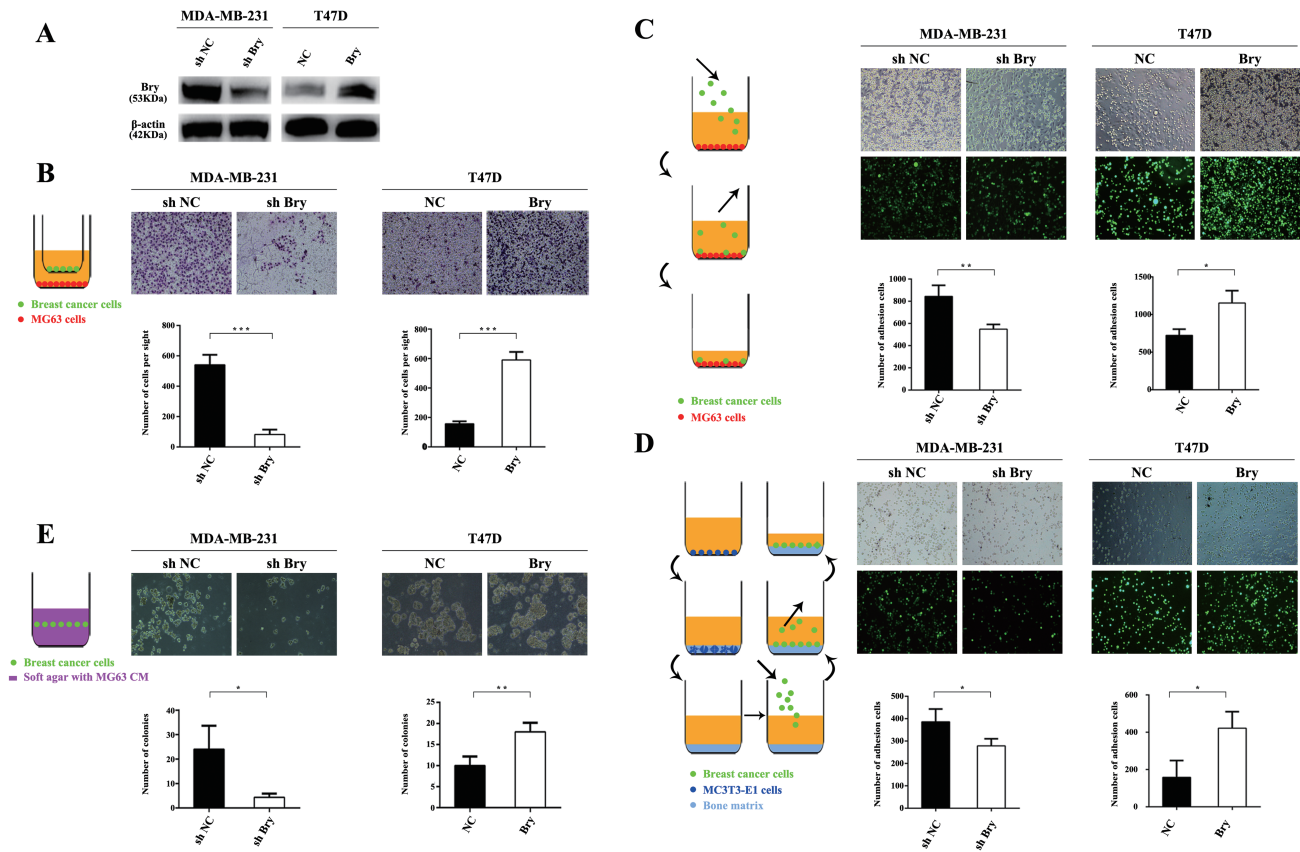 A
MDA-MB-231 T47D
sh NC sh Bry NC Bry
Bry
(53KDa)
β-actin
(42KDa)
B
MDA-MB-231 T47D
sh NC sh Bry NC Bry
Breast cancer cells
MG63 cells
Number of cells per sight
800
600
400
200
0
***
sh NC sh Bry
Number of cells per sight
800
600
400
200
0
***
NC Bry
E
MDA-MB-231 T47D
sh NC sh Bry NC Bry
Breast cancer cells
Soft agar with MG63 CM
Number of colonies
40
30
20
10
0
*
sh NC sh Bry
Number of colonies
25
20
15
10
5
0
**
NC Bry
C
MDA-MB-231 T47D
sh NC sh Bry NC Bry
Breast cancer cells
MG63 cells
Number of adhesion cells
1000
800
600
400
200
0
**
sh NC sh Bry
Number of adhesion cells
1500
1000
500
0
*
NC Bry
D
MDA-MB-231 T47D
sh NC sh Bry NC Bry
Breast cancer cells
MC3T3-E1 cells
Bone matrix
Number of adhesion cells
500
400
300
200
100
0
*
sh NC sh Bry
Number of adhesion cells
600
400
200
0
*
NC Bry